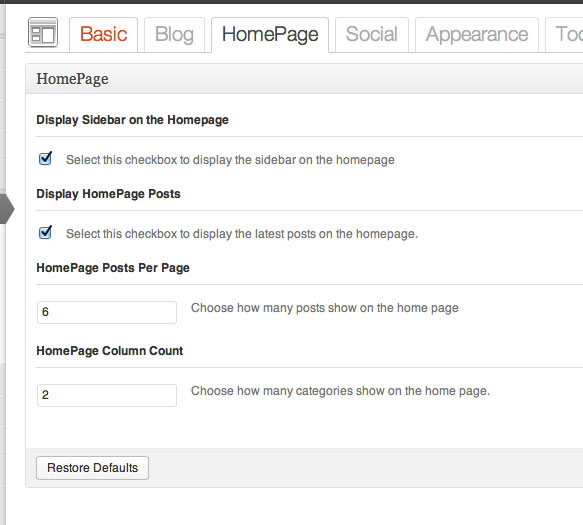 Basic Blog HomePage Social Appearance
HomePage
Display Sidebar on the Homepage
Select this checkbox to display the sidebar on the homepage
Display HomePage Posts
Select this checkbox to display the latest posts on the homepage.
HomePage Posts Per Page
6 Choose how many posts show on the home page
HomePage Column Count
2 Choose how many categories show on the home page.
Restore Defaults